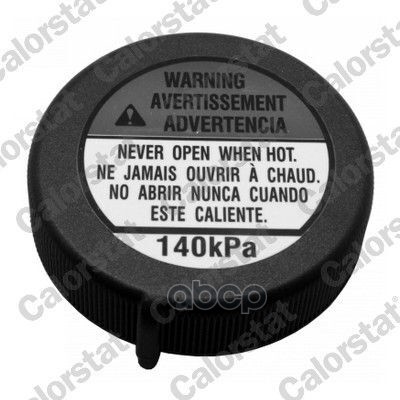 WARNING
AVERTISSEMENT
ADVERTENCIA
NEVER OPEN WHEN HOT.
NE JAMAIS OUVRIR À CHAUD.
NO ABRIR NUNCA CUANDO
ESTE CALIENTE.
140kPa
abcp
Calorstat
Calorstat
Calorstat
Calorstat
Calorstat
Calorstat